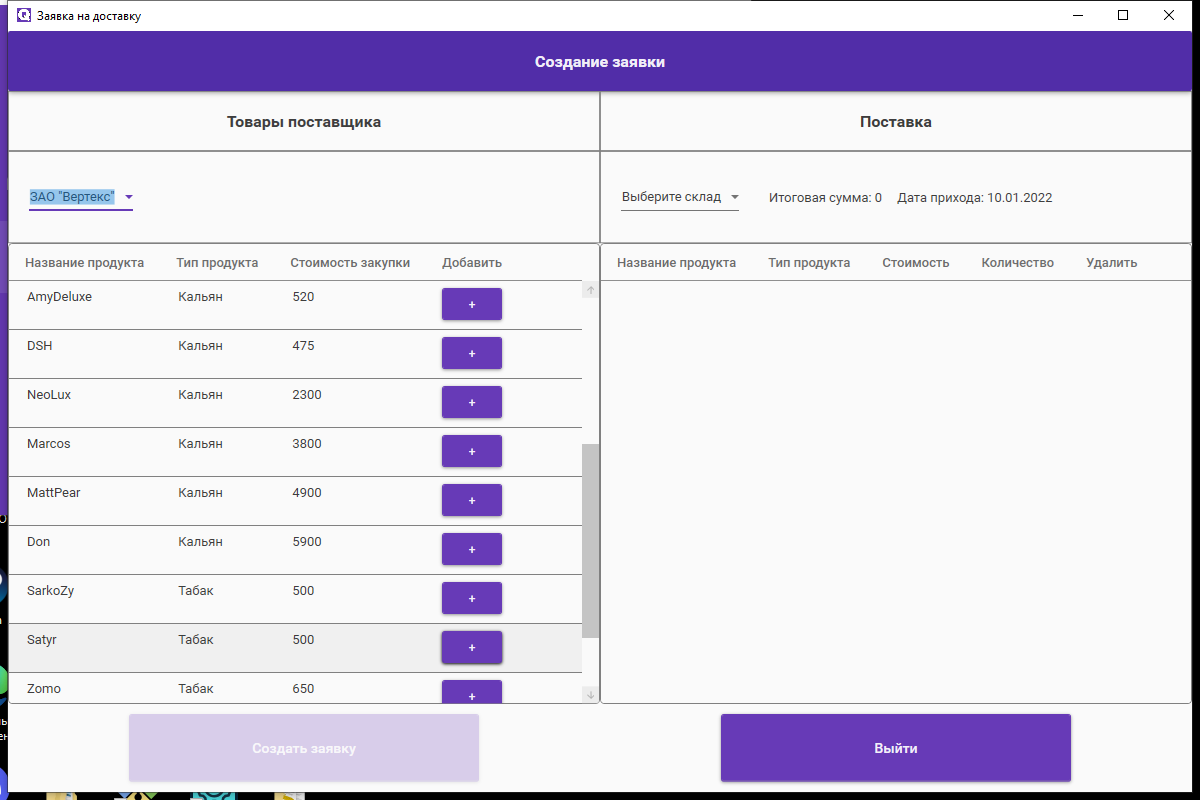 Заявка на доставку
Создание заявки
Товары поставщика
Поставка
ЗАО "Вертекс"
Выберите склад Итоговая сумма: 0 Дата прихода: 10.01.2022
Название продукта Тип продукта Стоимость закупки Добавить
AmyDeluxe Кальян 520 +
DSH Кальян 475 +
NeoLux Кальян 2300 +
Marcos Кальян 3800 +
MattPear Кальян 4900 +
Don Кальян 5900 +
SarkoZy Табак 500 +
Satyr Табак 500 +
Zomo Табак 650 +
Название продукта Тип продукта Стоимость Количество Удалить
Создать заявку
Выйти